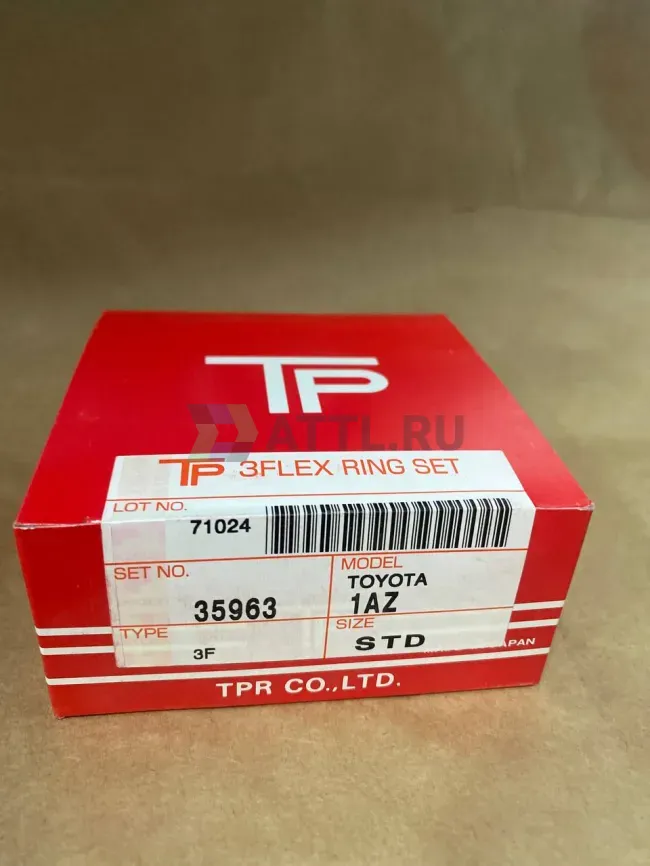 TP
ATTL.RU
TP 3FLEX RING SET
LOT NO.
71024
SET NO.
35963
MODEL
TOYOTA
1AZ
TYPE
3F
SIZE
STD
JAPAN
TPR CO.,LTD.